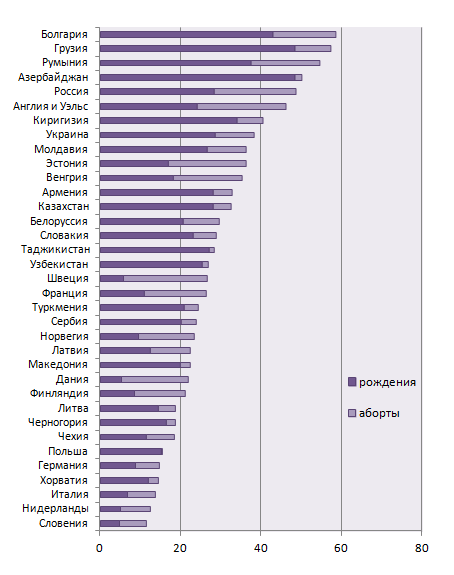 Болгария
Грузия
Румыния
Азербайджан
Россия
Англия и Уэльс
Киригизия
Украина
Молдавия
Эстония
Венгрия
Армения
Казахстан
Белоруссия
Словакия
Таджикистан
Узбекистан
Швеция
Франция
Туркмения
Сербия
Норвегия
Латвия
Македония
Дания
Финляндия
Литва
Черногория
Чехия
Польша
Германия
Хорватия
Италия
Нидерланды
Словения
рождения
аборты
0 20 40 60 80